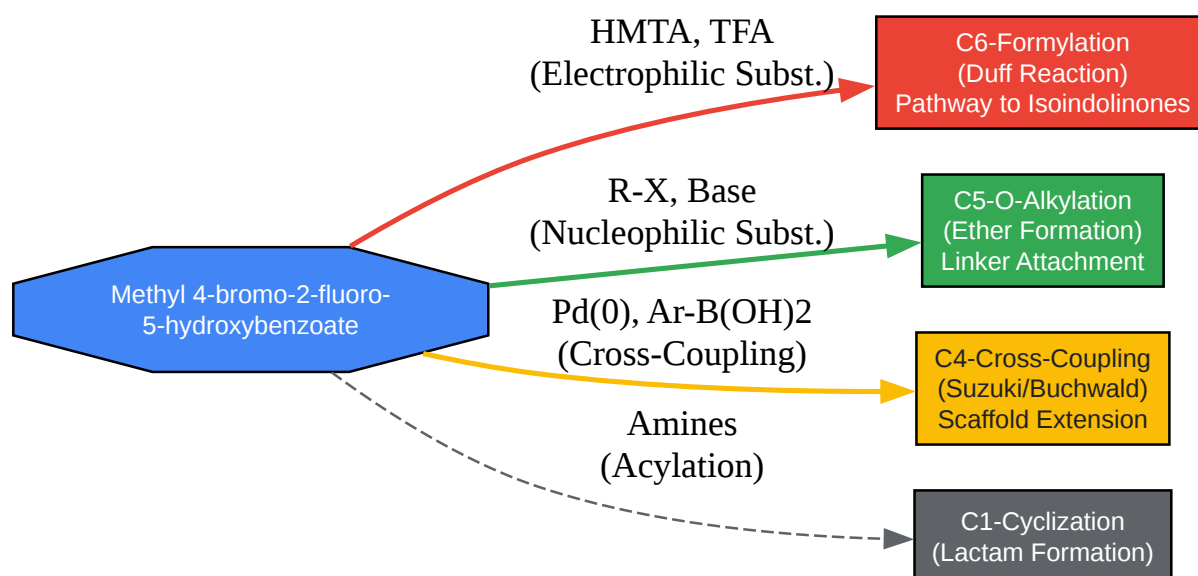 HMTA, TFA
(Electrophilic Subst.)
C6-Formylation
(Duff Reaction)
Pathway to Isoindolinones
R-X, Base
(Nucleophilic Subst.)
C5-O-Alkylation
(Ether Formation)
Linker Attachment
Methyl 4-bromo-2-fluoro-
5-hydroxybenzoate
Pd(0), Ar-B(OH)2
(Cross-Coupling)
C4-Cross-Coupling
(Suzuki/Buchwald)
Scaffold Extension
Amines
(Acylation)
C1-Cyclization
(Lactam Formation)